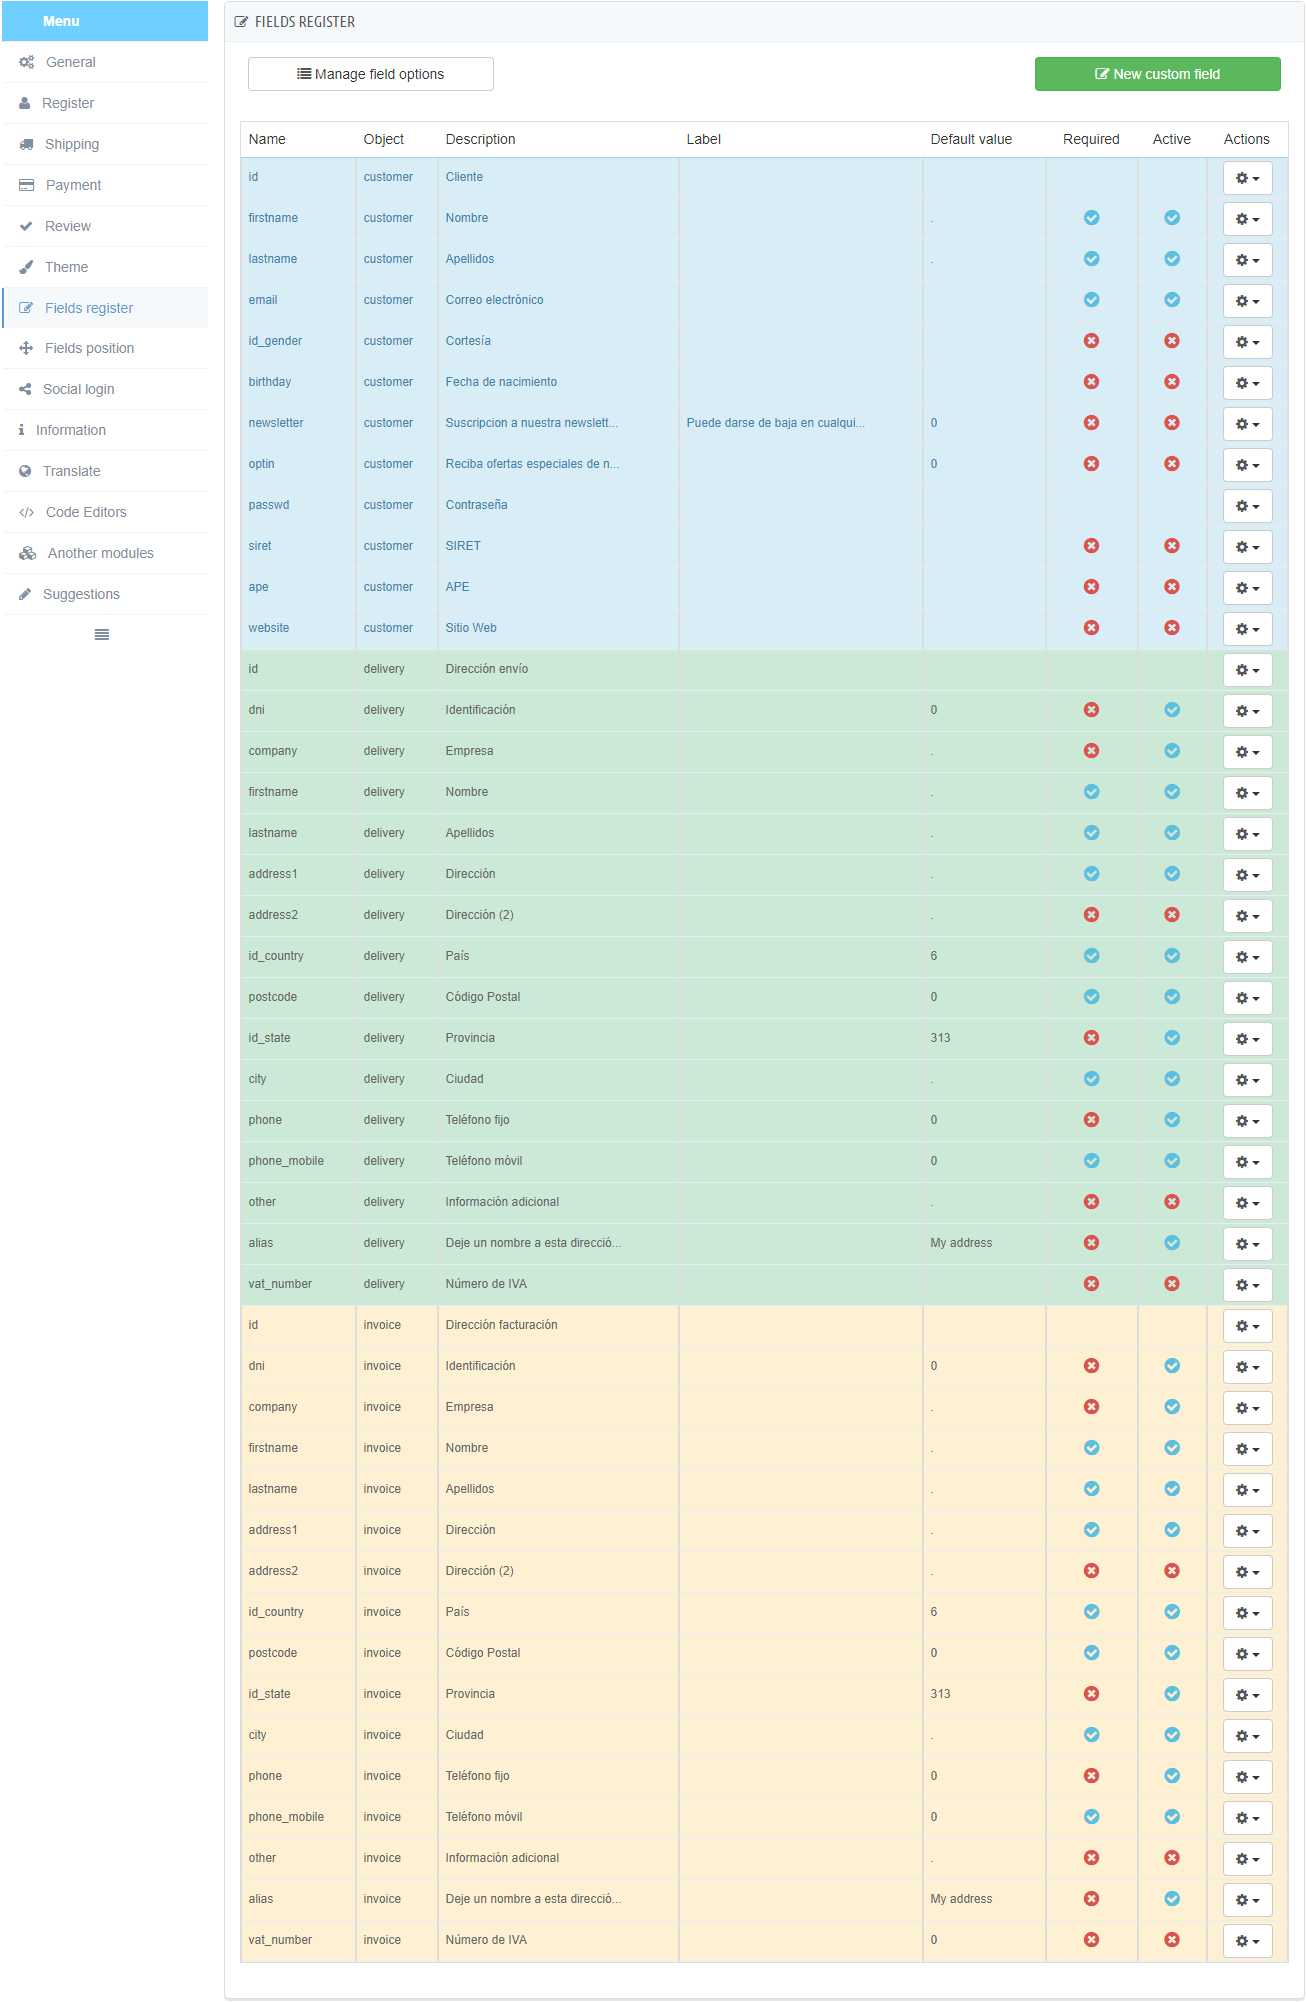 Menu
General
Register
Shipping
Payment
Review
Theme
Fields register
Fields position
Social login
Information
Translate
Code Editors
Another modules
Suggestions
FIELDS REGISTER
Manage field options
New custom field
Name Object Description Label Default value Required Active Actions
id customer Cliente
firstname customer Nombre .
lastname customer Apellidos .
email customer Correo electrónico
id_gender customer Cortesía
birthday customer Fecha de nacimiento
newsletter customer Suscripcion a nuestra newslett... Puede darse de baja en cualqui... 0
optin customer Reciba ofertas especiales de n... 0
passwd customer Contraseña
siret customer SIRET
ape customer APE
website customer Sitio Web
id delivery Dirección envío
dni delivery Identificación 0
company delivery Empresa .
firstname delivery Nombre .
lastname delivery Apellidos .
address1 delivery Dirección .
address2 delivery Dirección (2) .
id_country delivery País 6
postcode delivery Código Postal 0
id_state delivery Provincia 313
city delivery Ciudad .
phone delivery Teléfono fijo 0
phone_mobile delivery Teléfono móvil 0
other delivery Información adicional .
alias delivery Deje un nombre a esta direcció... My address
vat_number delivery Número de IVA
id invoice Dirección facturación
dni invoice Identificación 0
company invoice Empresa .
firstname invoice Nombre .
lastname invoice Apellidos .
address1 invoice Dirección .
address2 invoice Dirección (2) .
id_country invoice País 6
postcode invoice Código Postal 0
id_state invoice Provincia 313
city invoice Ciudad .
phone invoice Teléfono fijo 0
phone_mobile invoice Teléfono móvil 0
other invoice Información adicional .
alias invoice Deje un nombre a esta direcció... My address
vat_number invoice Número de IVA 0